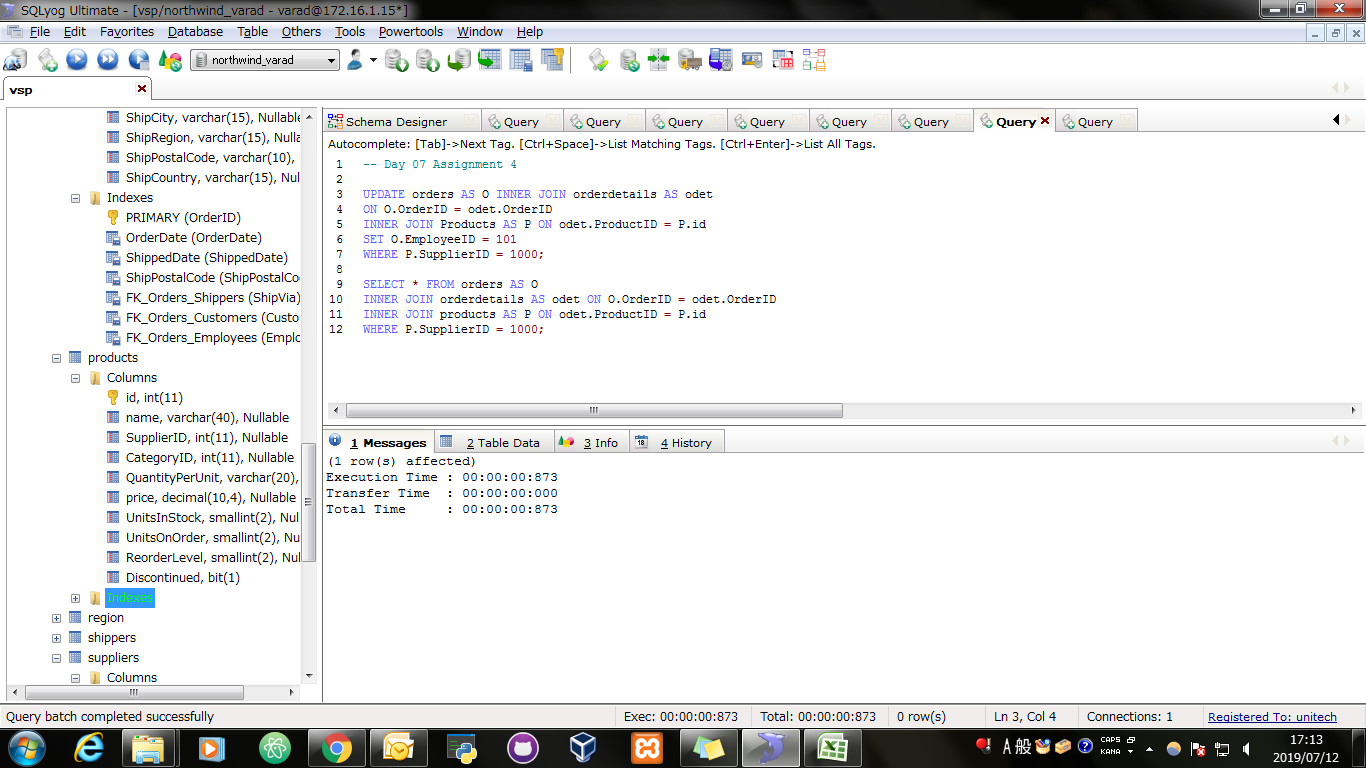 SQLyog Ultimate - [vsp/northwind_varad - varad@172.16.1.15*]
File Edit Favorites Database Table Others Tools Powertools Window Help
northwind_varad
vsp
ShipCity, varchar(15), Nullable
ShipRegion, varchar(15), Nulla
ShipPostalCode, varchar(10),
ShipCountry, varchar(15), Nul
Indexes
PRIMARY (OrderID)
OrderDate (OrderDate)
ShippedDate (ShippedDate)
ShipPostalCode (ShipPostalCo
FK_Orders_Shippers (ShipVia)
FK_Orders_Customers (Custo
FK_Orders_Employees (Emplo
products
Columns
id, int(11)
name, varchar(40), Nullable
SupplierID, int(11), Nullable
CategoryID, int(11), Nullable
QuantityPerUnit, varchar(20),
price, decimal(10,4), Nullable
UnitsInStock, smallint(2), Nul
UnitsOnOrder, smallint(2), Nu
ReorderLevel, smallint(2), Nul
Discontinued, bit(1)
Indexes
region
shippers
suppliers
Columns
Schema Designer Query Query Query Query Query Query Query Query
Autocomplete: [Tab]->Next Tag. [Ctrl+Space]->List Matching Tags. [Ctrl+Enter]->List All Tags.
1 -- Day 07 Assignment 4
2
3 UPDATE orders AS O INNER JOIN orderdetails AS odet
4 ON O.OrderID = odet.OrderID
5 INNER JOIN Products AS P ON odet.ProductID = P.id
6 SET O.EmployeeID = 101
7 WHERE P.SupplierID = 1000;
8
9 SELECT * FROM orders AS O
10 INNER JOIN orderdetails AS odet ON O.OrderID = odet.OrderID
11 INNER JOIN products AS P ON odet.ProductID = P.id
12 WHERE P.SupplierID = 1000;
1 Messages 2 Table Data 3 Info 4 History
(1 row(s) affected)
Execution Time : 00:00:00:873
Transfer Time : 00:00:00:000
Total Time : 00:00:00:873
Query batch completed successfully Exec: 00:00:00:873 Total: 00:00:00:873 0 row(s) Ln 3, Col 4 Connections: 1 Registered To: unitech
A 般 CAPS KANA 17:13
2019/07/12